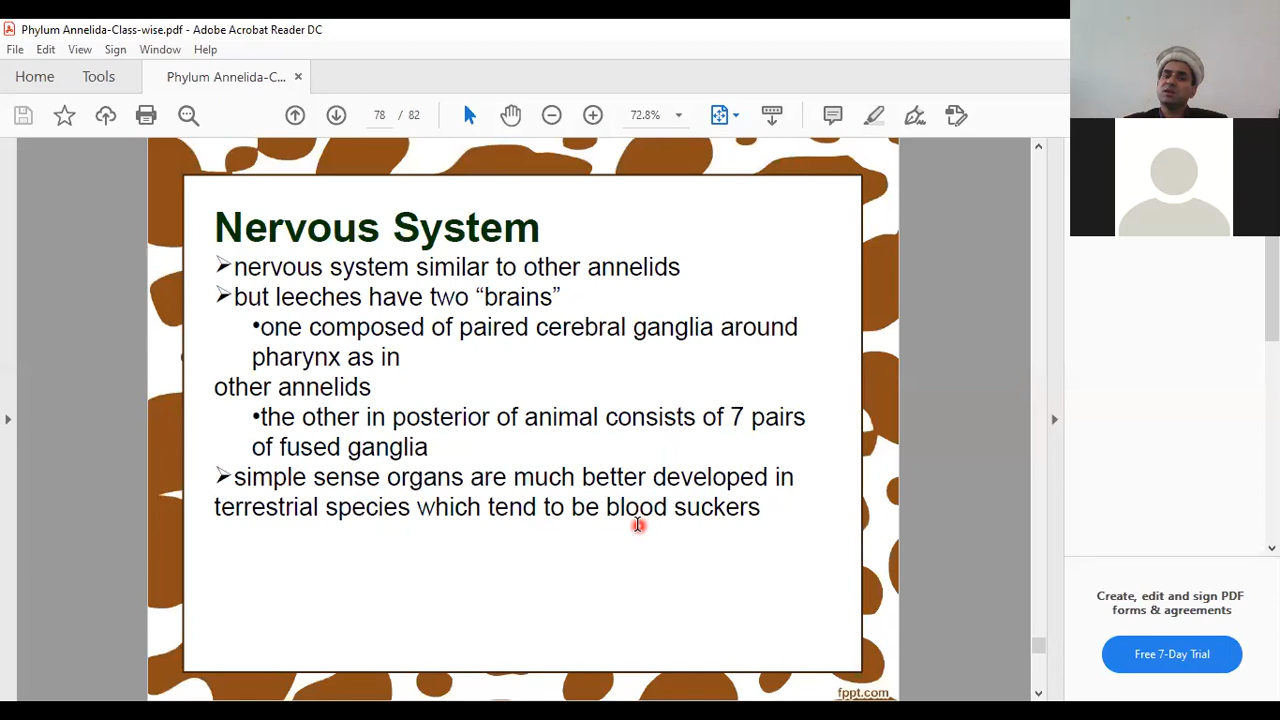 Phylum Annelida-Class-wise.pdf - Adobe Acrobat Reader DC
File Edit View Sign Window Help
Home Tools Phylum Annelida-C... ×
78 / 82 72.8%
Nervous System
➢nervous system similar to other annelids
➢but leeches have two “brains”
•one composed of paired cerebral ganglia around
pharynx as in
other annelids
•the other in posterior of animal consists of 7 pairs
of fused ganglia
➢simple sense organs are much better developed in
terrestrial species which tend to be blood suckers
fppt.com
Create, edit and sign PDF
forms & agreements
Free 7-Day Trial